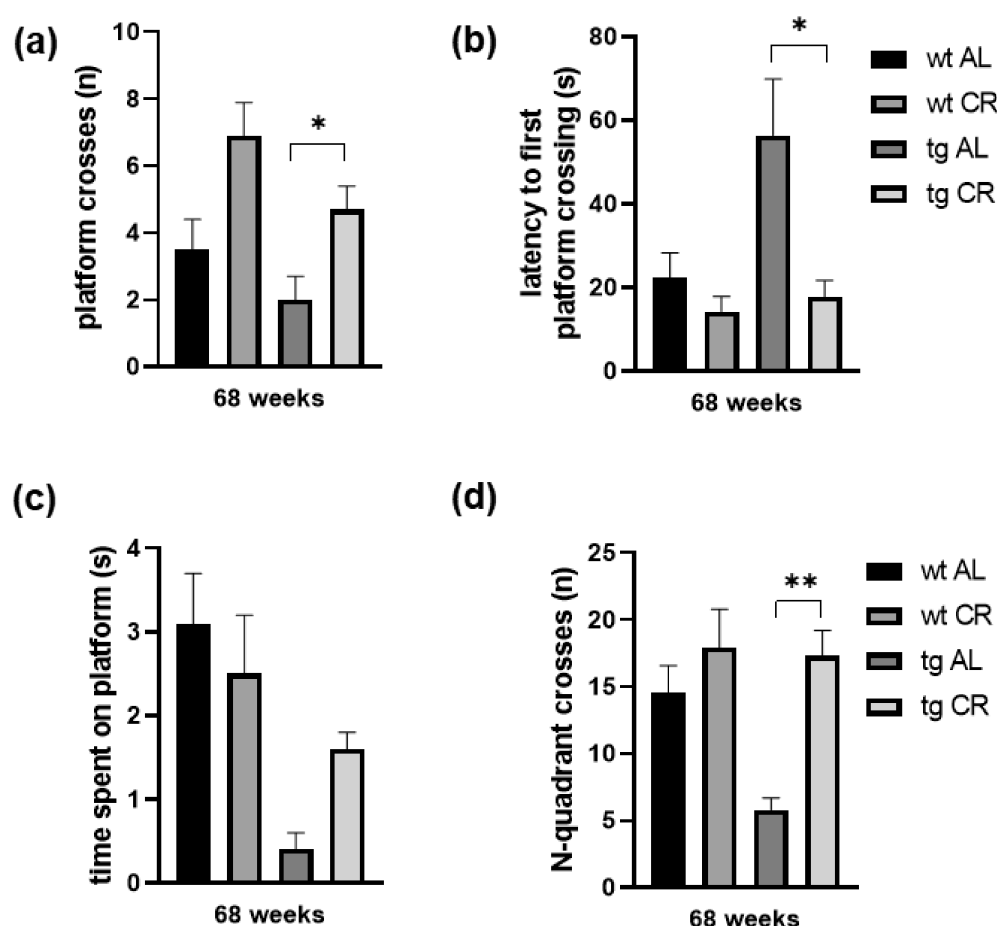 (a)
platform crosses (n)
10
8
6
4
2
0
*
68 weeks
(b)
latency to first
platform crossing (s)
80
60
40
20
0
*
68 weeks
wt AL
wt CR
tg AL
tg CR
(c)
time spent on platform (s)
4
3
2
1
0
68 weeks
(d)
N-quadrant crosses (n)
25
20
15
10
5
0
**
68 weeks
wt AL
wt CR
tg AL
tg CR